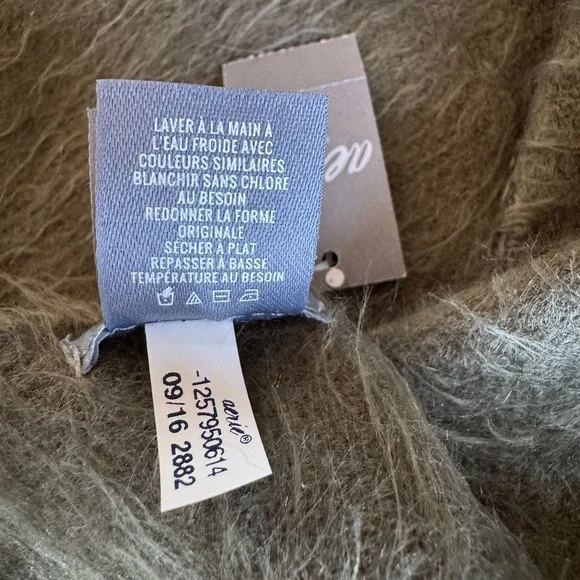 LAVER À LA MAIN À
L'EAU FROIDE AVEC
COULEURS SIMILAIRES
BLANCHIR SANS CHLORE
AU BESOIN
REDONNER LA FORME
ORIGINALE
SÉCHER À PLAT
REPASSER À BASSE
TEMPÉRATURE AU BESOIN
aerie®
-1257950614
09/16 2882
ae